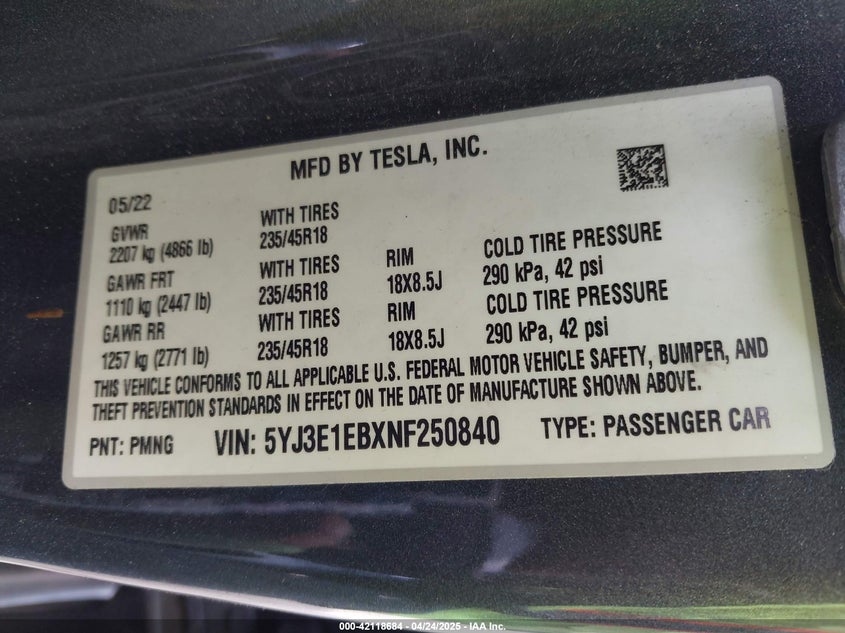 MFD BY TESLA, INC.
05/22
GVWR
2207 kg (4866 lb)
WITH TIRES
235/45R18
GAWR FRT
1110 kg (2447 lb)
WITH TIRES
235/45R18
RIM
18X8.5J
COLD TIRE PRESSURE
290 kPa, 42 psi
GAWR RR
1257 kg (2771 lb)
WITH TIRES
235/45R18
RIM
18X8.5J
COLD TIRE PRESSURE
290 kPa, 42 psi
THIS VEHICLE CONFORMS TO ALL APPLICABLE U.S. FEDERAL MOTOR VEHICLE SAFETY, BUMPER, AND
THEFT PREVENTION STANDARDS IN EFFECT ON THE DATE OF MANUFACTURE SHOWN ABOVE.
PNT: PMNG VIN: 5YJ3E1EBXNF250840 TYPE: PASSENGER CAR
000-42118684 - 04/24/2025 - IAA Inc.